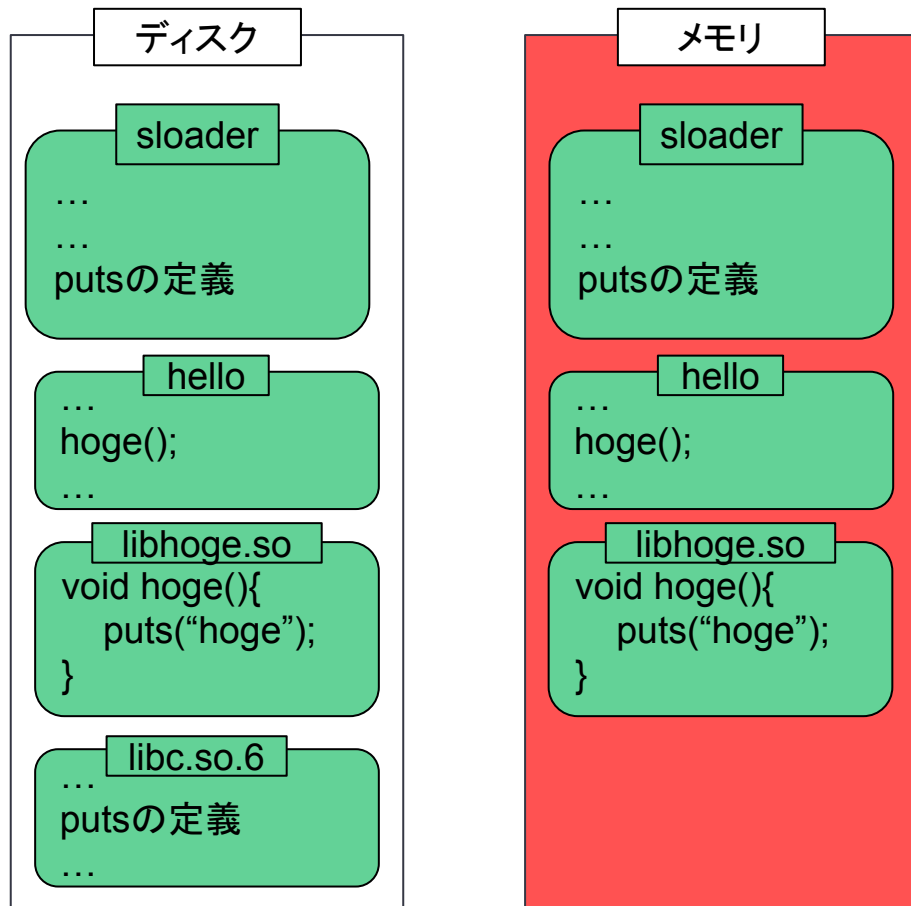 ディスク
sloader
…
…
putsの定義
hello
…
hoge();
…
libhoge.so
void hoge(){
puts(“hoge”);
}
libc.so.6
…
putsの定義
…
メモリ
sloader
…
…
putsの定義
hello
…
hoge();
…
libhoge.so
void hoge(){
puts(“hoge”);
}